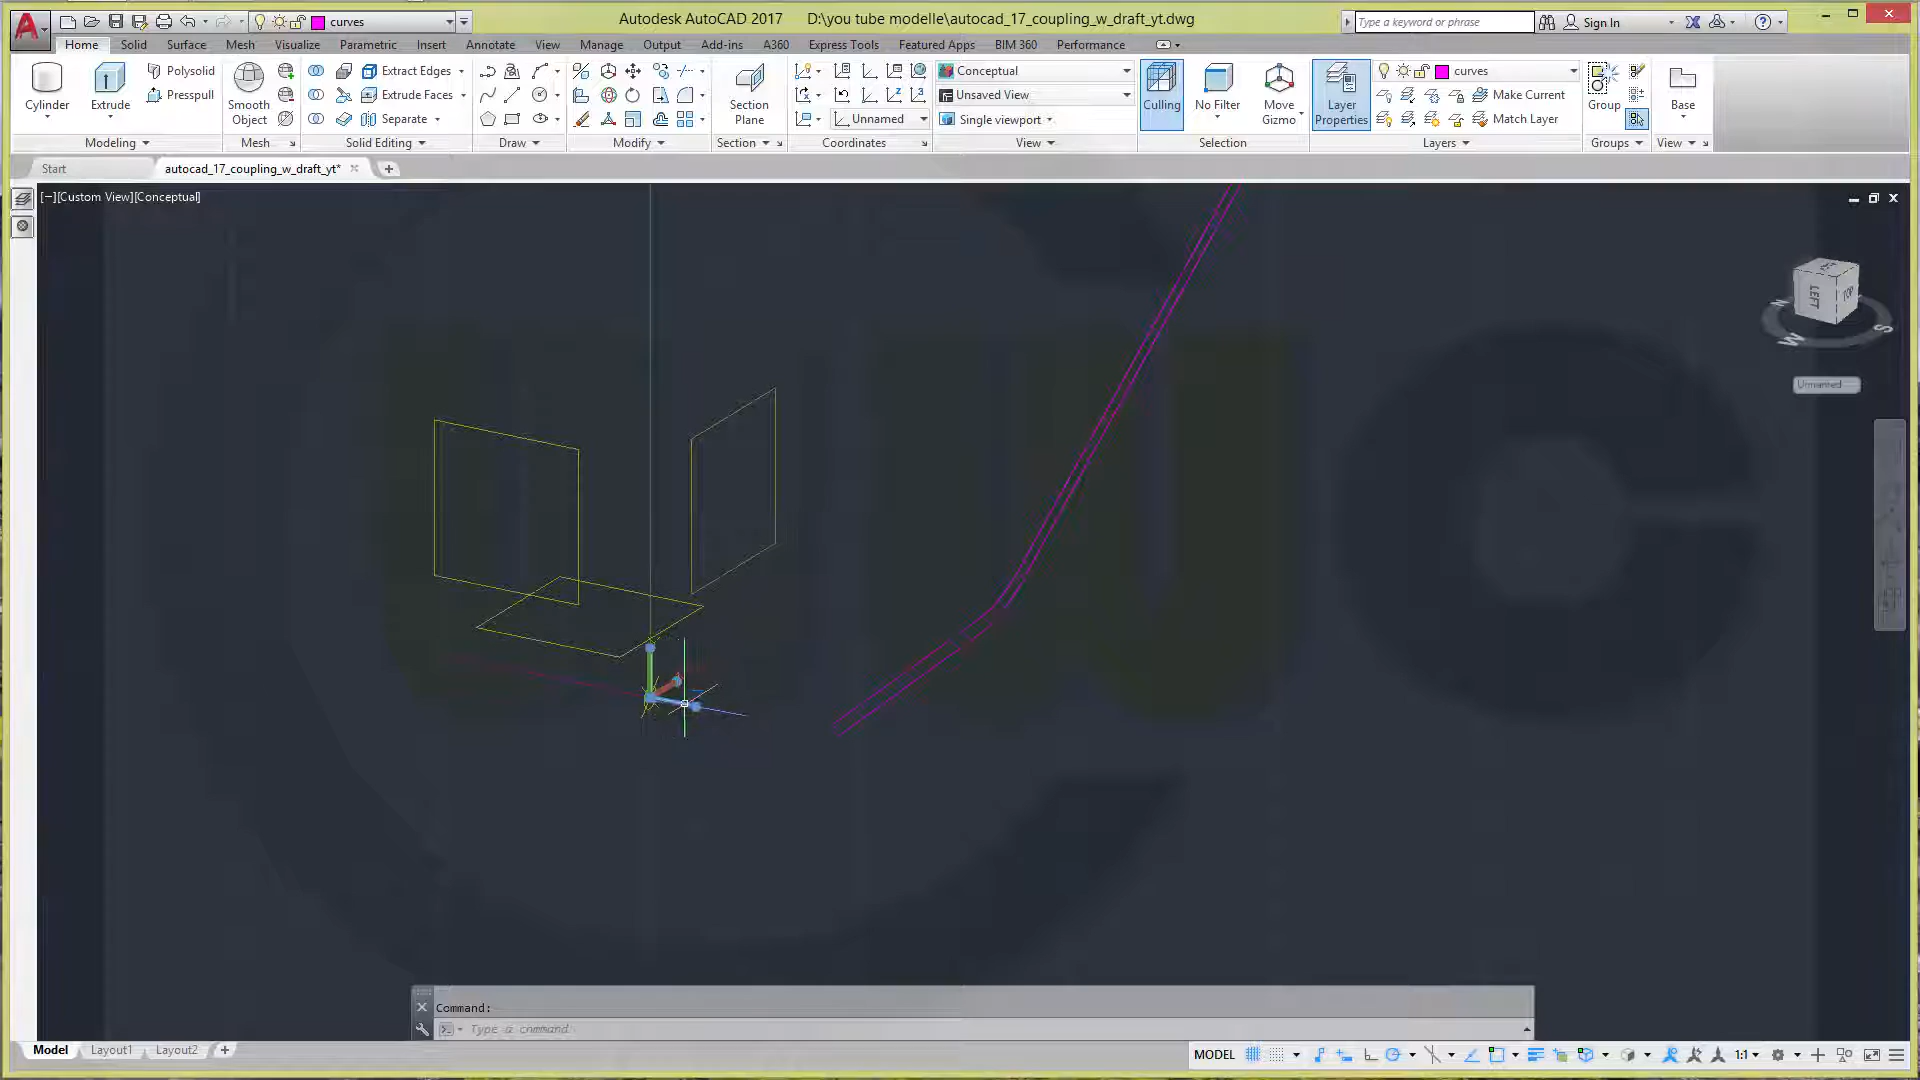 curves
Autodesk AutoCAD 2017 D:\you tube modelle\autocad_17_coupling_w_draft_yt.dwg
Type a keyword or phrase
Sign In
Home Solid Surface Mesh Visualize Parametric Insert Annotate View Manage Output Add-ins A360 Express Tools Featured Apps BIM 360 Performance
Cylinder
Extrude
Polysolid
Presspull
Smooth Object
Extract Edges
Extrude Faces
Separate
Section Plane
Unnamed
Conceptual
Unsaved View
Single viewport
Culling
No Filter
Move Gizmo
Layer Properties
curves
Make Current
Match Layer
Group
Base
Modeling
Mesh
Solid Editing
Draw
Modify
Section
Coordinates
View
Selection
Layers
Groups
View
Start
autocad_17_coupling_w_draft_yt*
[−][Custom View][Conceptual]
LEFT
TOP
W
S
Unnamed
Command:
Type a command
Model
Layout1
Layout2
MODEL
1:1